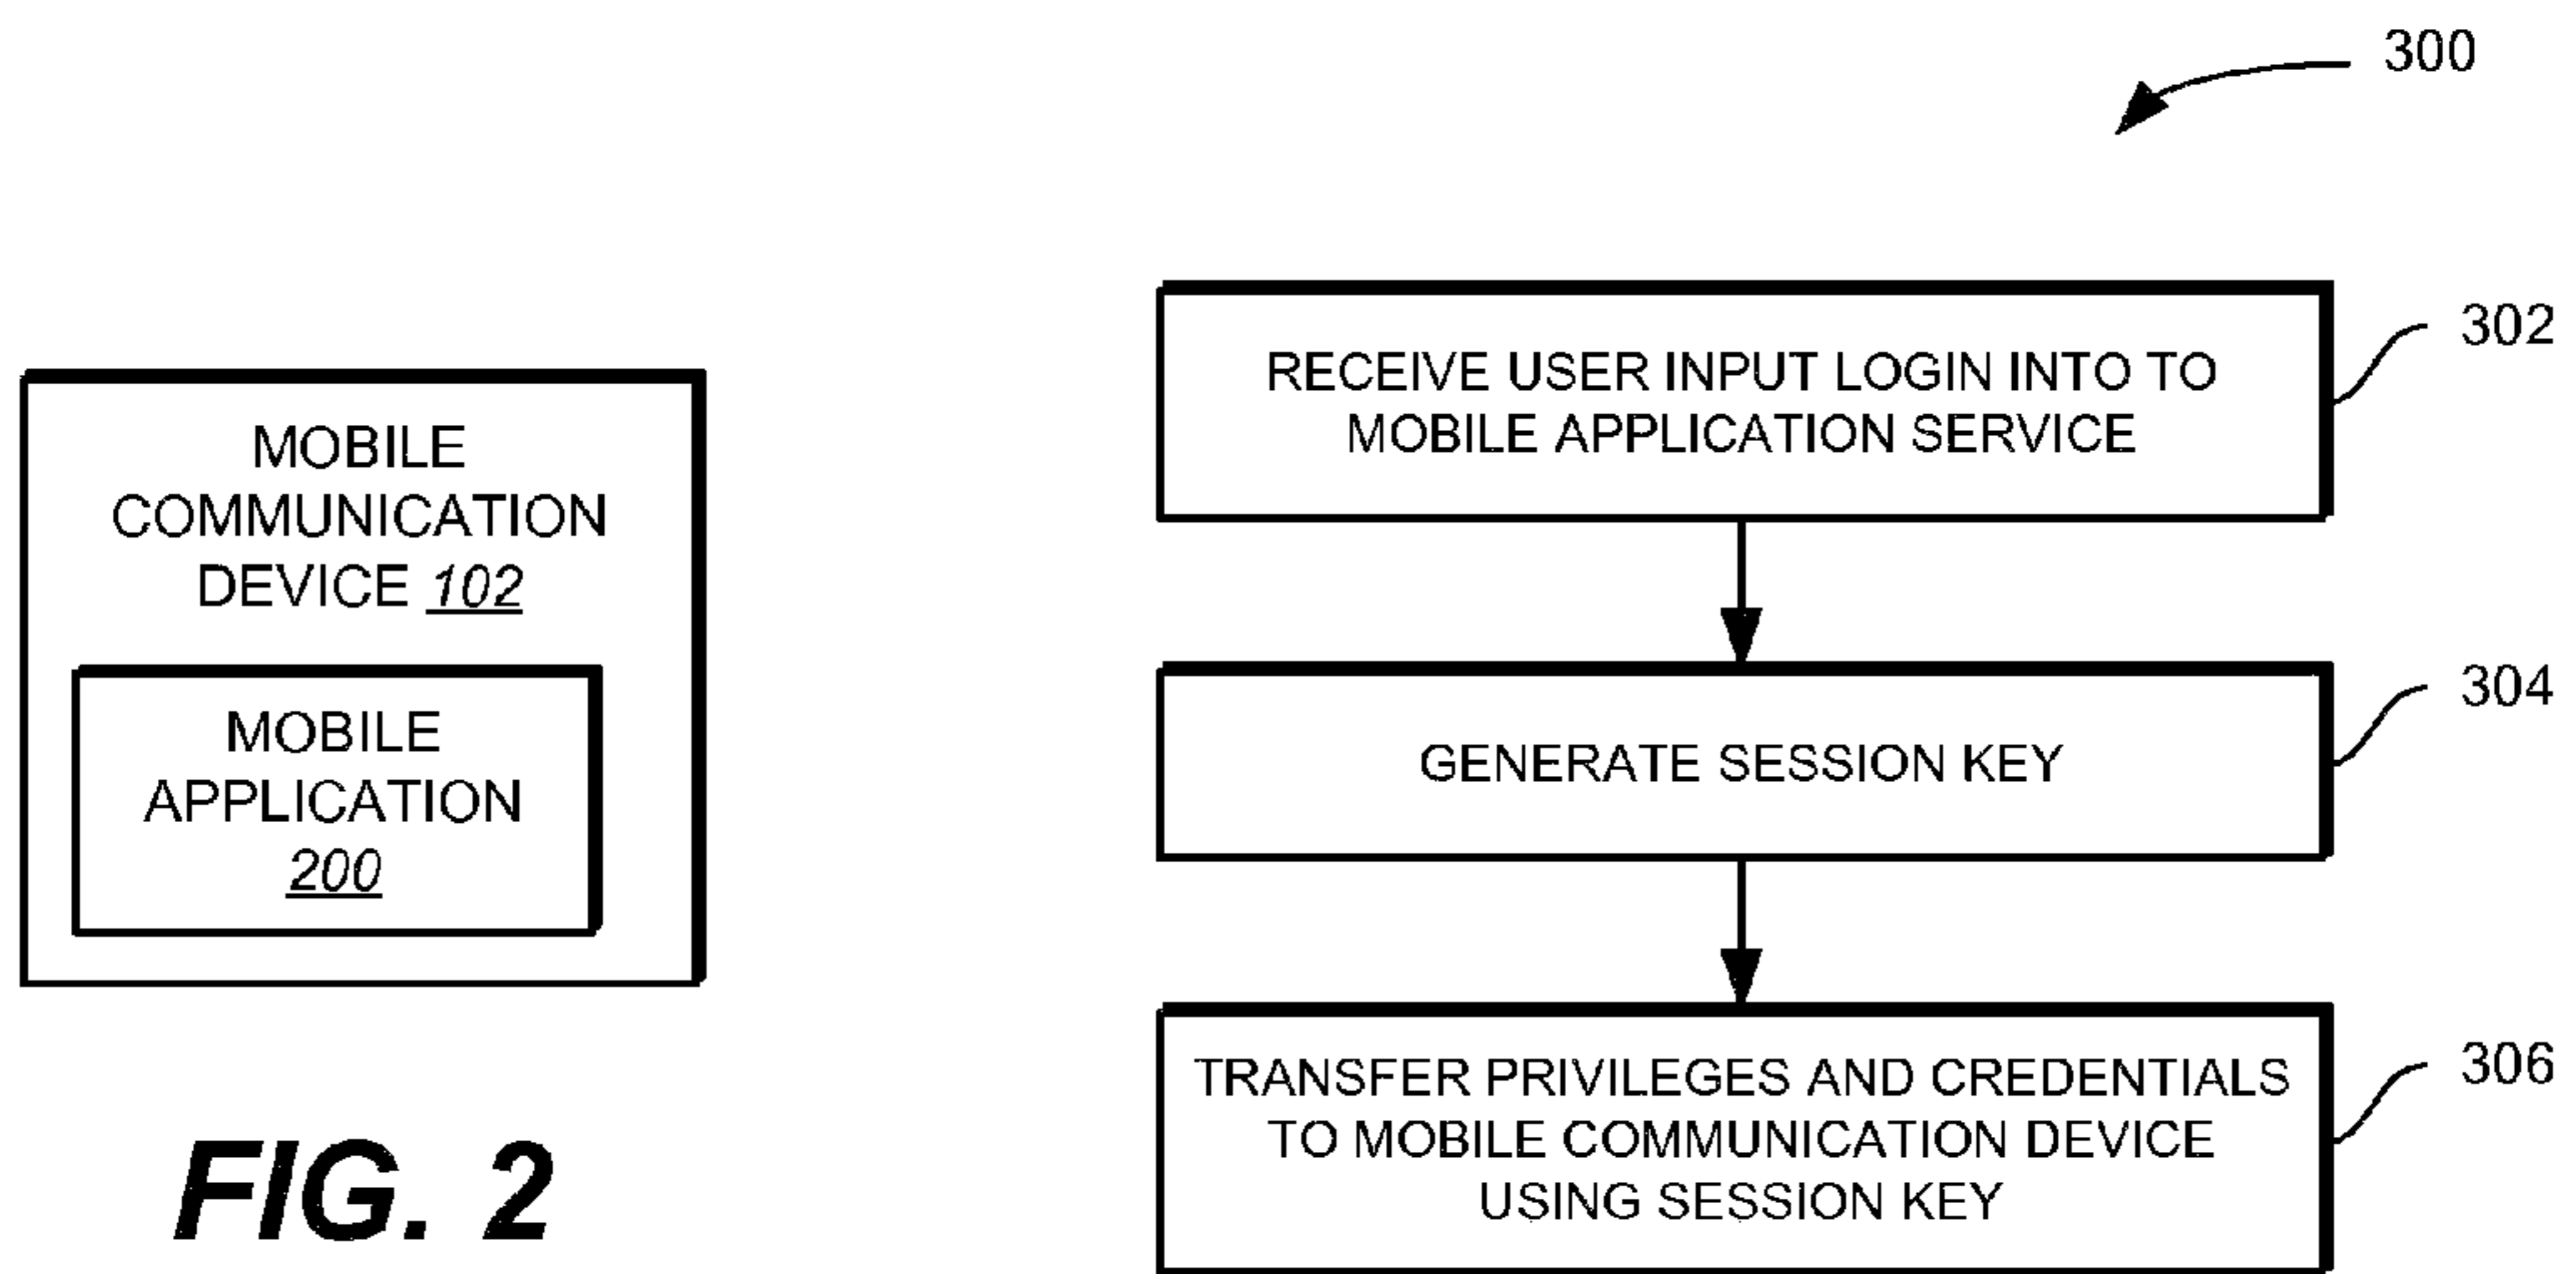 MOBILE
COMMUNICATION
DEVICE 102
MOBILE
APPLICATION
200
FIG. 2
300
RECEIVE USER INPUT LOGIN INTO TO
MOBILE APPLICATION SERVICE
302
GENERATE SESSION KEY
304
TRANSFER PRIVILEGES AND CREDENTIALS
TO MOBILE COMMUNICATION DEVICE
USING SESSION KEY
306